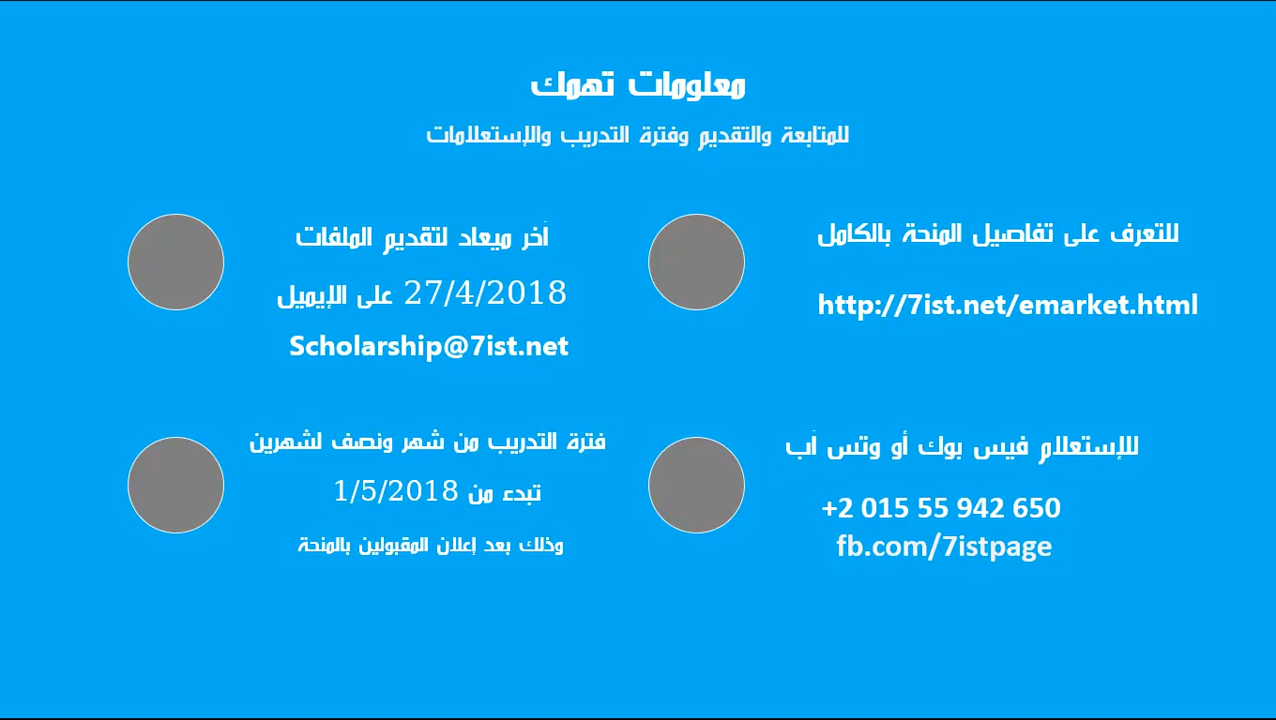 معلومات تهمك
للمتابعة والتقديم وفترة التدريب والإستعلامات
للتعرف على تفاصيل المنحة بالكامل
http://7ist.net/emarket.html
آخر ميعاد لتقديم الملفات
27/4/2018 على الإيميل
Scholarship@7ist.net
للإستعلام فيس بوك أو وتس آب
+2 015 55 942 650
fb.com/7istpage
فترة التدريب من شهر ونصف لشهرين
تبدء من 1/5/2018
وذلك بعد إعلان المقبولين بالمنحة